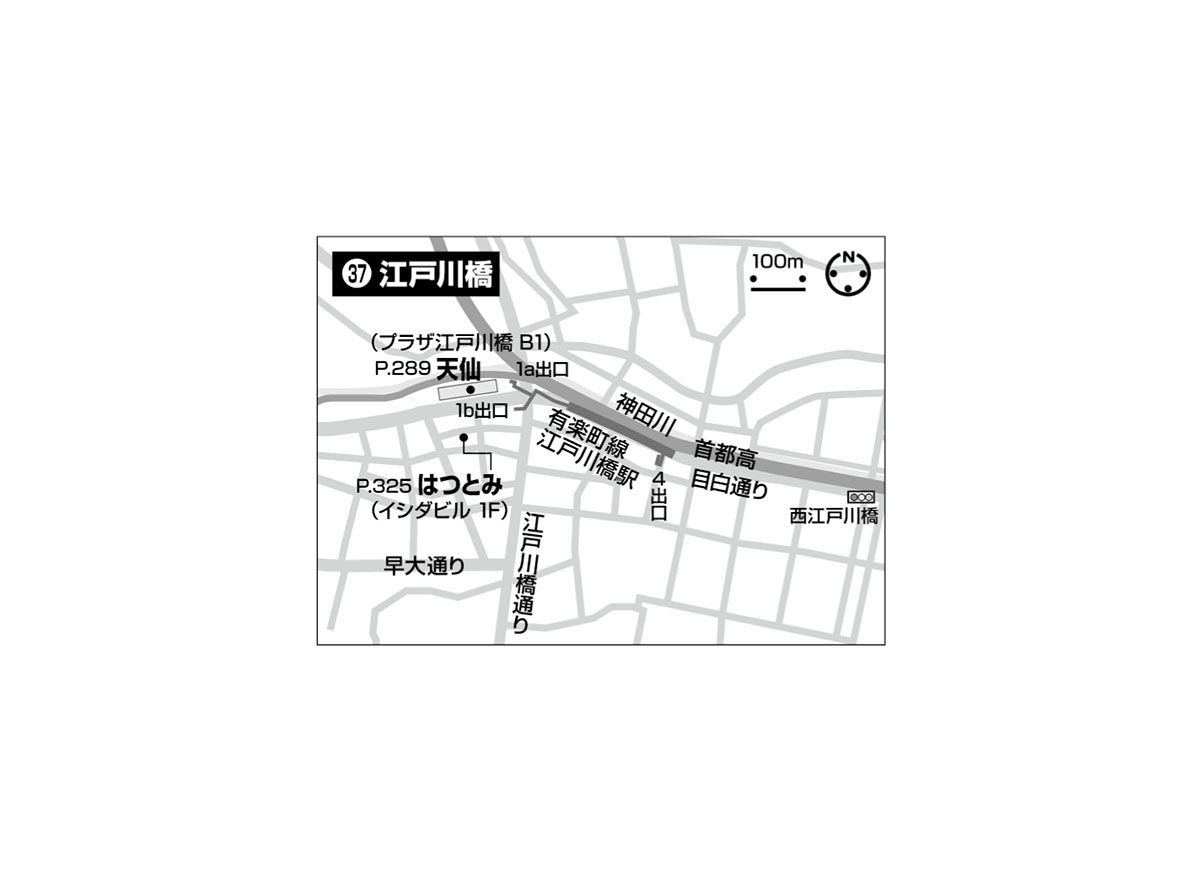 37 江戸川橋
100m
N
(プラザ江戸川橋 B1)
P.289 天仙
1a出口
1b出口
神田川
有楽町線
江戸川橋駅
首都高
目白通り
4出口
西江戸川橋
P.325 はつとみ
(イシダビル 1F)
江戸川橋通り
早大通り